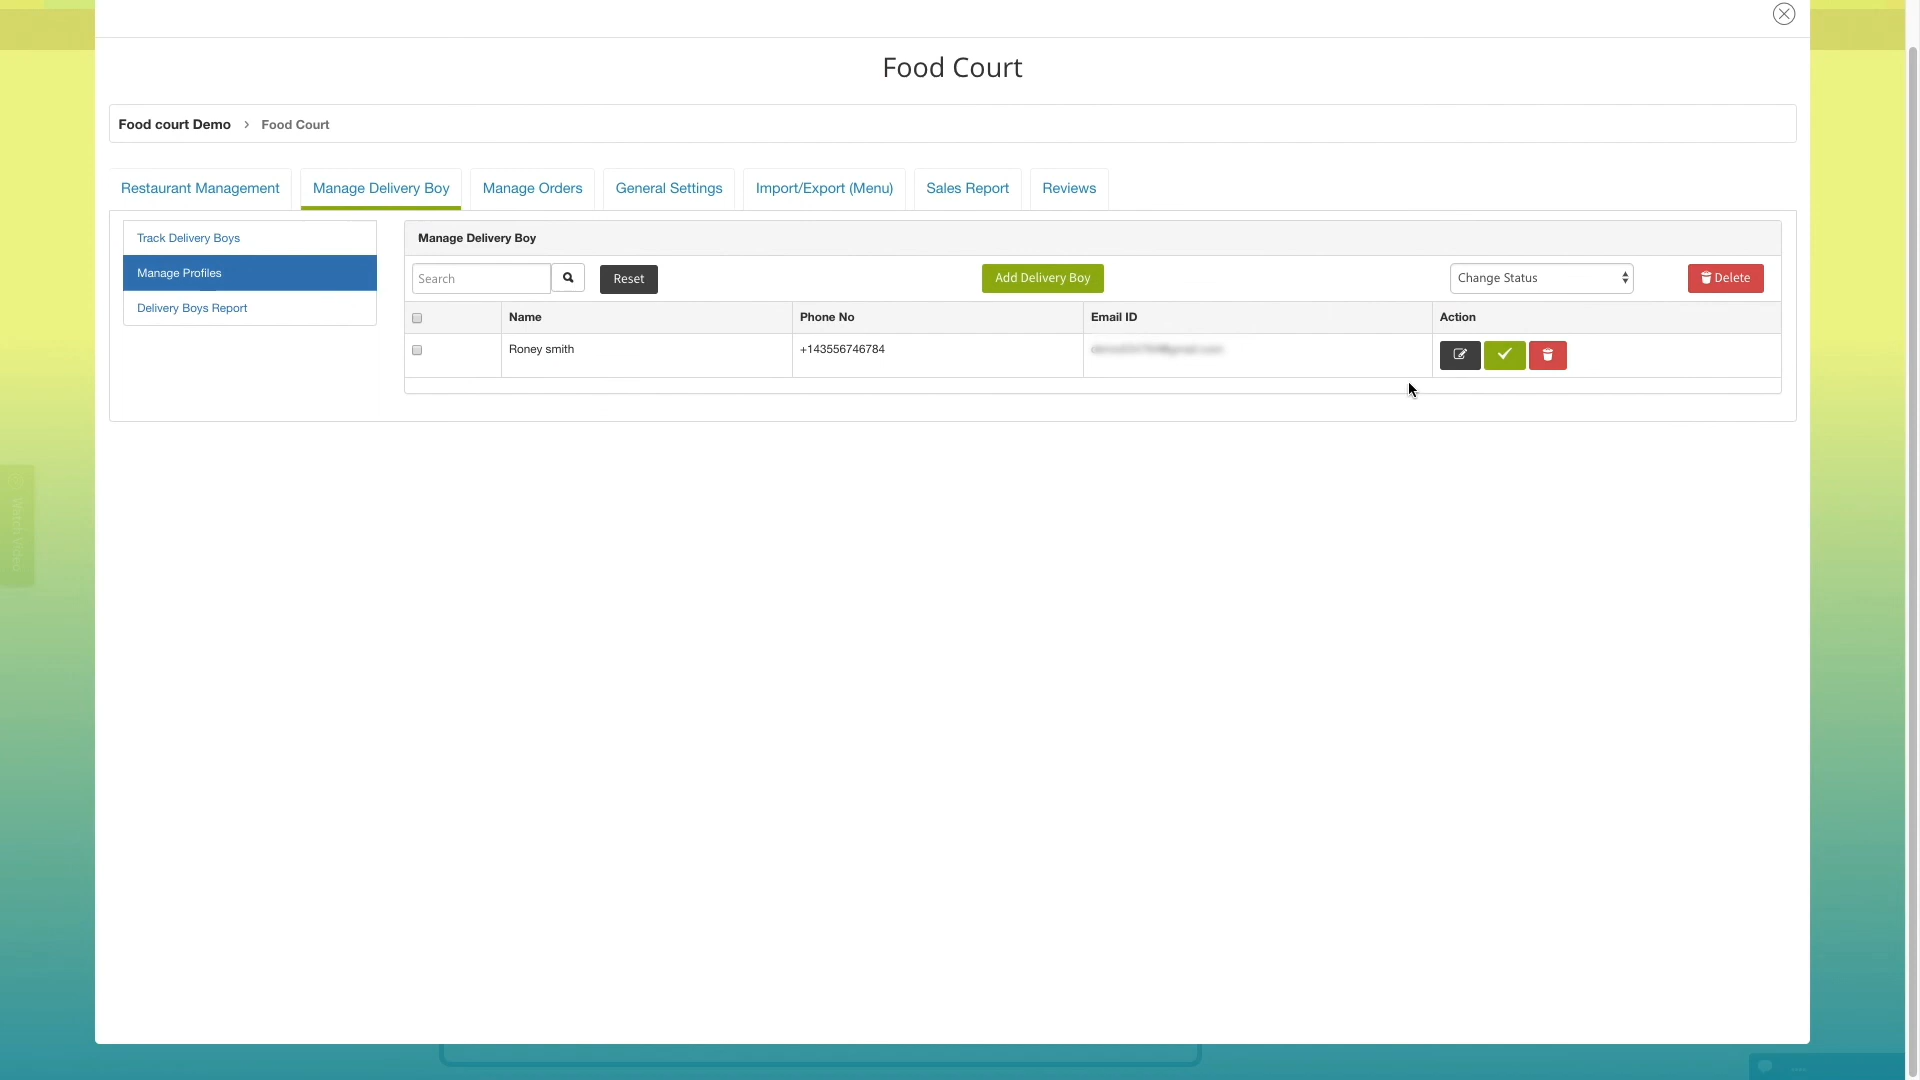 Food Court
Food court Demo > Food Court
Restaurant Management
Manage Delivery Boy
Manage Orders
General Settings
Import/Export (Menu)
Sales Report
Reviews
Track Delivery Boys
Manage Profiles
Delivery Boys Report
Manage Delivery Boy
Search
Reset
Add Delivery Boy
Change Status
Delete
Name Phone No Email ID Action
Roney smith +143556746784
Watch Video